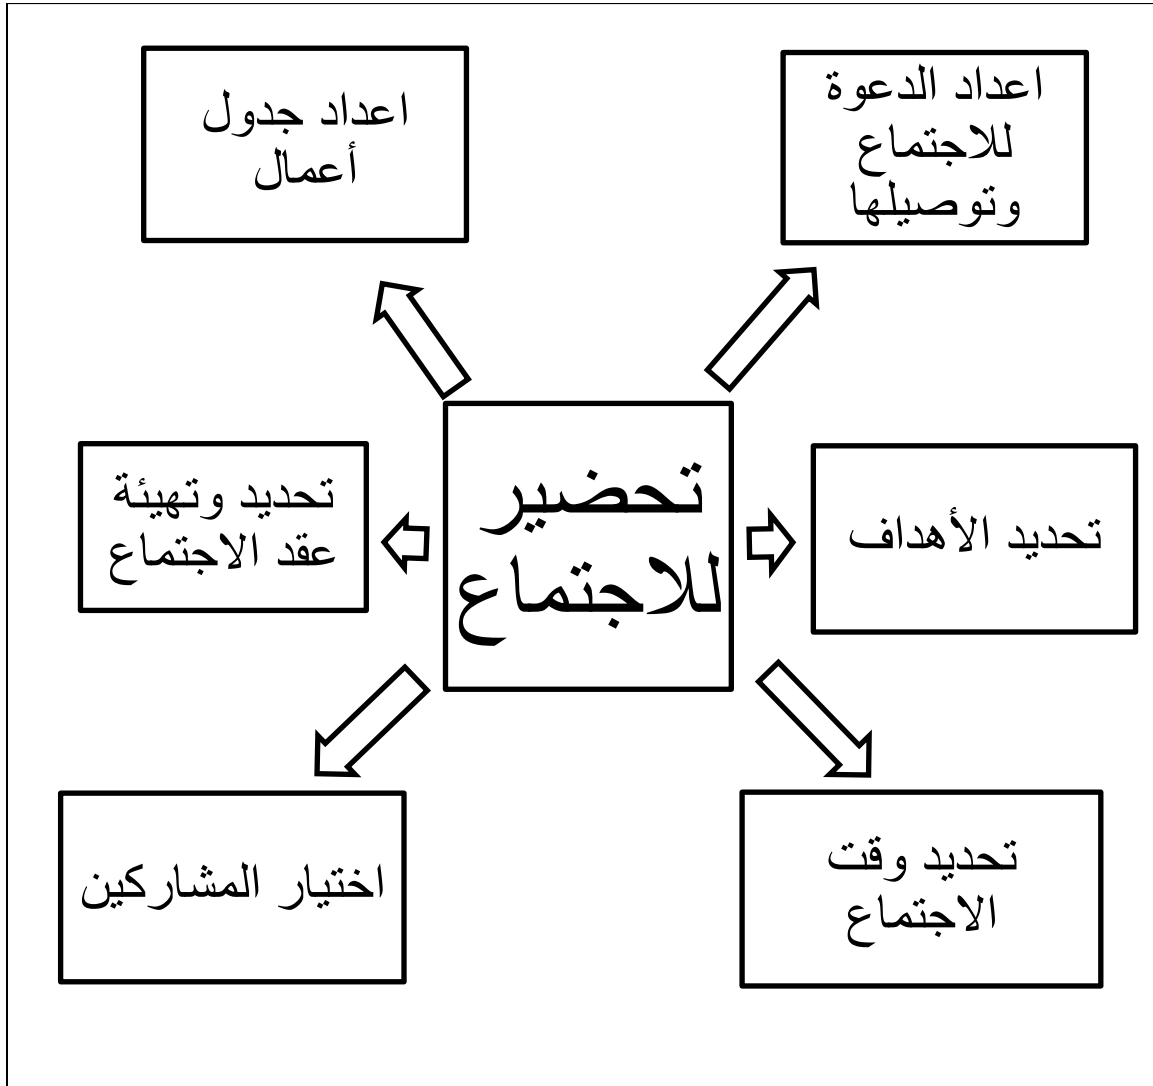 اعداد الدعوة
للاجتماع
وتوصيلها
اعداد جدول
أعمال
تحضير
للاجتماع
تحديد الأهداف
تحديد وتهيئة
عقد الاجتماع
تحديد وقت
الاجتماع
اختيار المشاركين